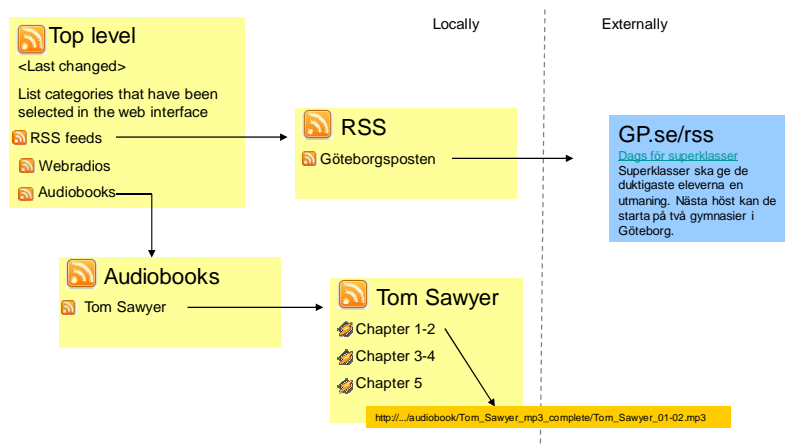 Locally
Externally
Top level
<Last changed>
List categories that have been
selected in the web interface
RSS feeds
Webradios
Audiobooks
RSS
Göteborgsposten
GP.se/rss
Dags för superklasser
Superklasser ska ge de
duktigaste eleverna en
utmaning. Nästa höst kan de
starta på två gymnasier i
Göteborg.
Audiobooks
Tom Sawyer
Tom Sawyer
Chapter 1-2
Chapter 3-4
Chapter 5
http://.../audiobook/Tom_Sawyer_mp3_complete/Tom_Sawyer_01-02.mp3